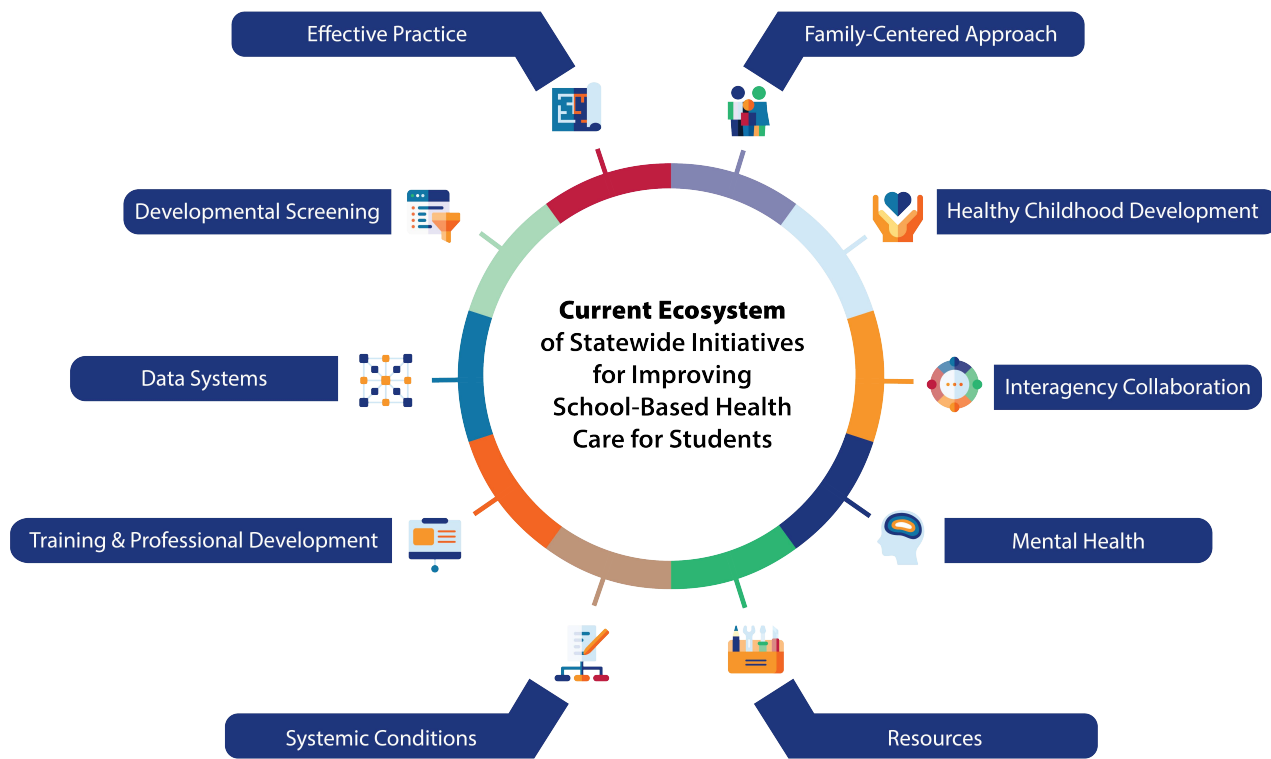 Effective Practice
Family-Centered Approach
Developmental Screening
Healthy Childhood Development
Current Ecosystem
of Statewide Initiatives
for Improving
School-Based Health
Care for Students
Data Systems
Interagency Collaboration
Training & Professional Development
Mental Health
Systemic Conditions
Resources